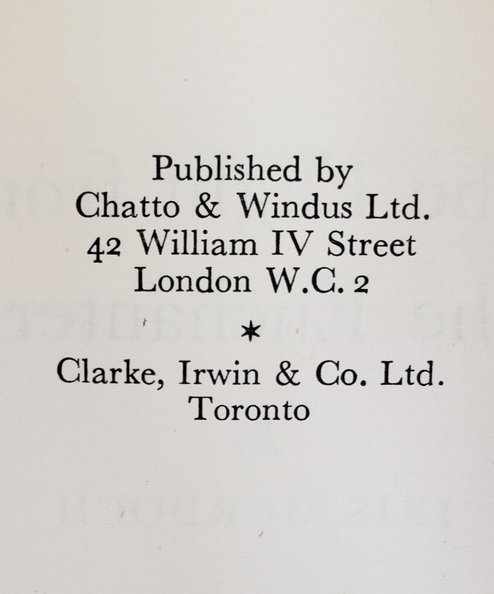 Published by
Chatto & Windus Ltd.
42 William IV Street
London W.C. 2
*
Clarke, Irwin & Co. Ltd.
Toronto